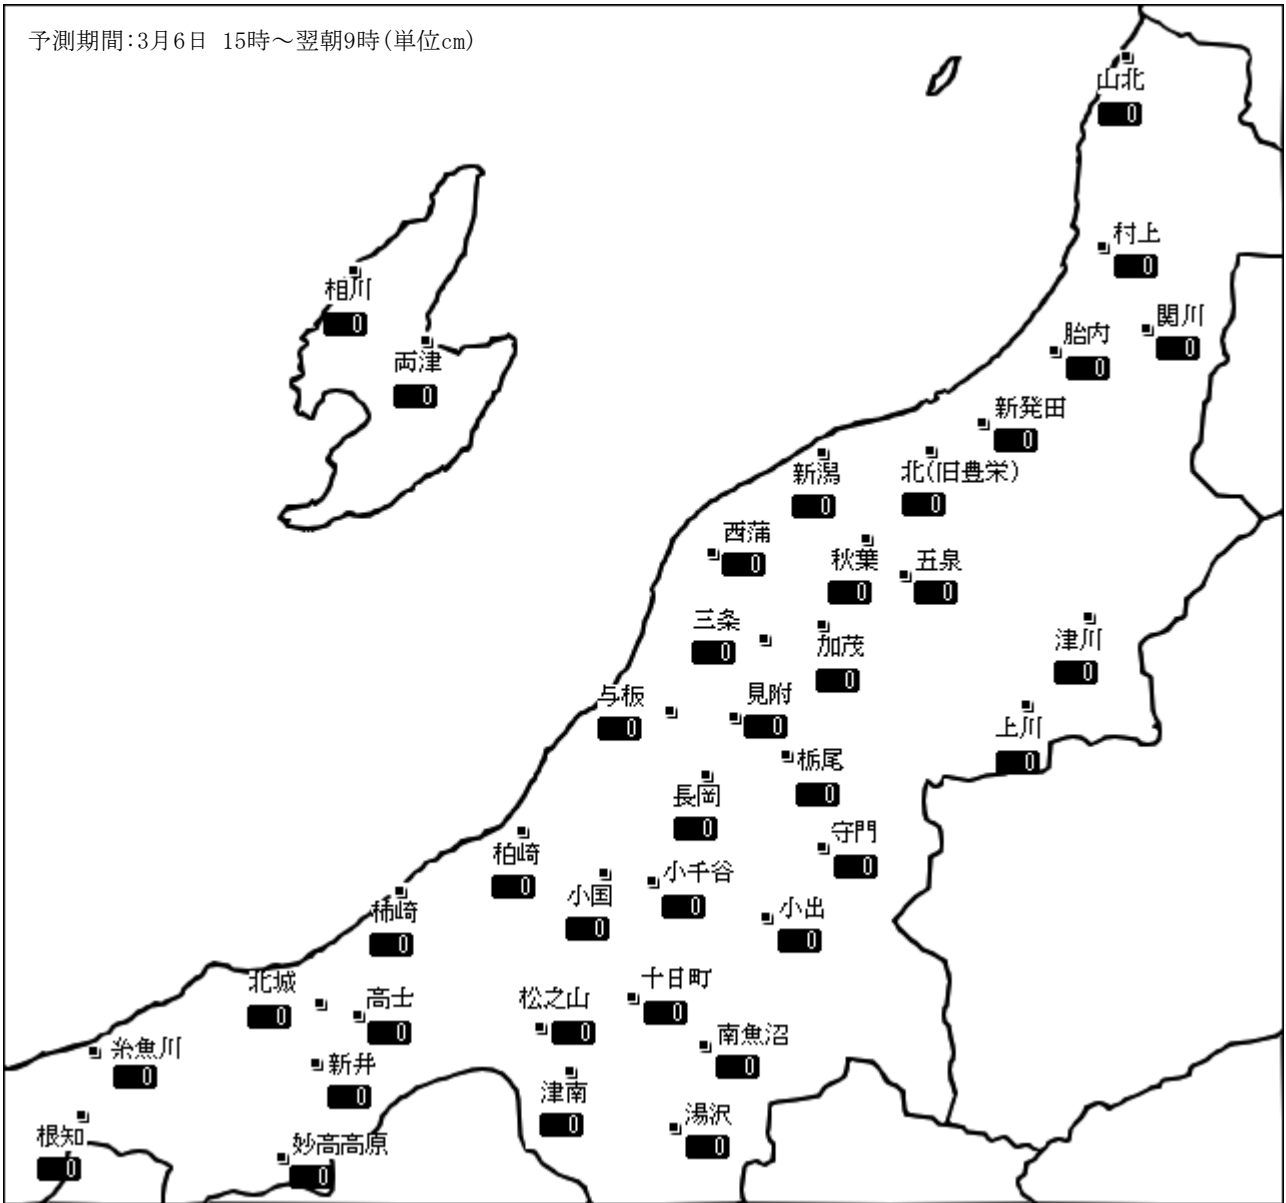 予測期間:3月6日 15時～翌朝9時(単位cm)
山北
0
村上
0
相川
0
関川
0
胎内
0
両津
0
新発田
0
新潟
0
北(旧豊栄)
0
西蒲
0
秋葉
0
五泉
0
三条
0
加茂
0
津川
0
与板
0
見附
0
上川
0
栃尾
0
長岡
0
守門
0
柏崎
0
小国
0
小千谷
0
小出
0
柿崎
0
北城
0
高士
0
松之山
0
十日町
0
南魚沼
0
糸魚川
0
新井
0
津南
0
湯沢
0
根知
0
妙高高原
0